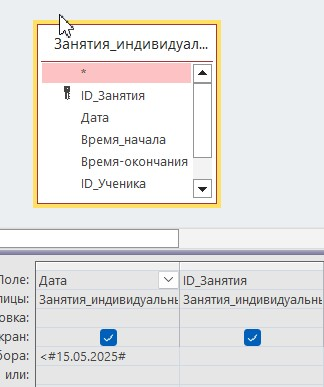 Занятия_индивидуал...
*
ID_Занятия
Дата
Время_начала
Время-окончания
ID_Ученика
Поле: Дата ID_Занятия
лицы: Занятия_индивидуальны Занятия_индивидуальны
овка:
кран:
бора: <#15.05.2025#
или: